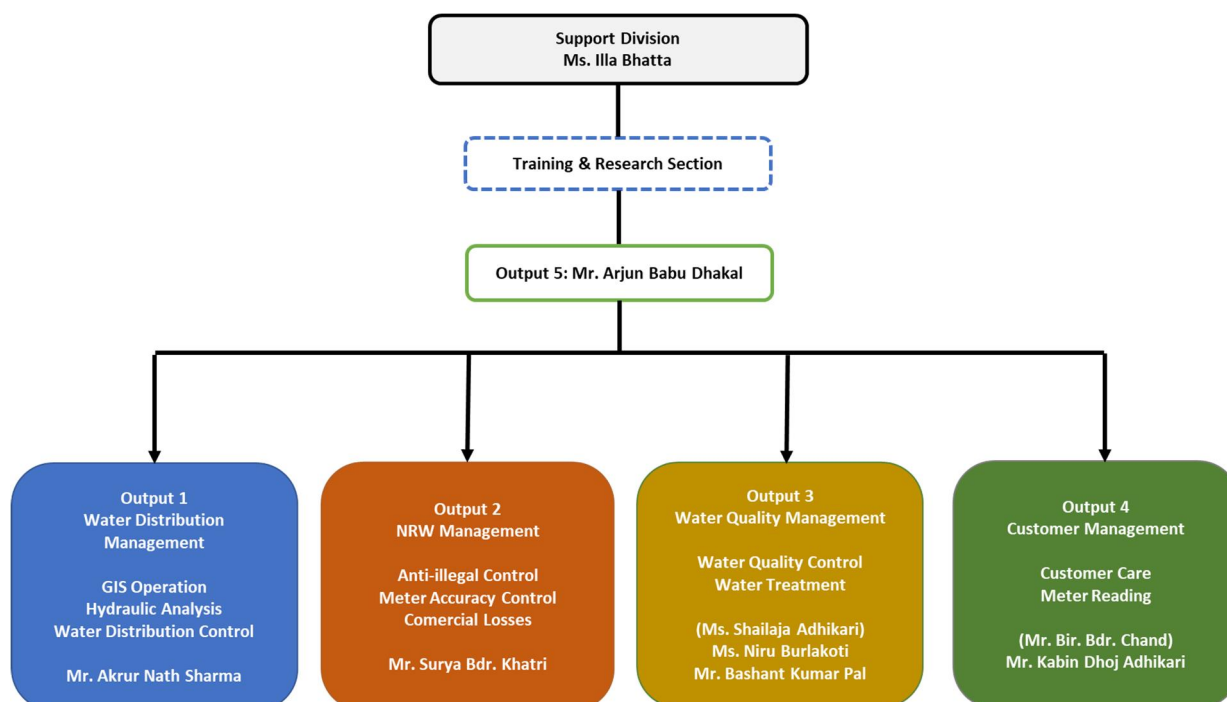 Support Division
Ms. Illa Bhatta
Training & Research Section
Output 5: Mr. Arjun Babu Dhakal
Output 1
Water Distribution
Management
GIS Operation
Hydraulic Analysis
Water Distribution Control
Mr. Akrur Nath Sharma
Output 2
NRW Management
Anti-illegal Control
Meter Accuracy Control
Comercial Losses
Mr. Surya Bdr. Khatri
Output 3
Water Quality Management
Water Quality Control
Water Treatment
(Ms. Shailaja Adhikari)
Ms. Niru Burlakoti
Mr. Bashant Kumar Pal
Output 4
Customer Management
Customer Care
Meter Reading
(Mr. Bir. Bdr. Chand)
Mr. Kabin Dhoj Adhikari